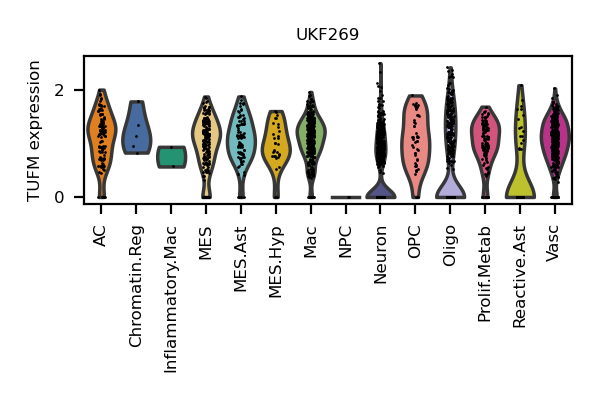 UKF269
TUFM expression
2
0
AC
Chromatin.Reg
Inflammatory.Mac
MES
MES.Ast
MES.Hyp
Mac
NPC
Neuron
OPC
Oligo
Prolif.Metab
Reactive.Ast
Vasc